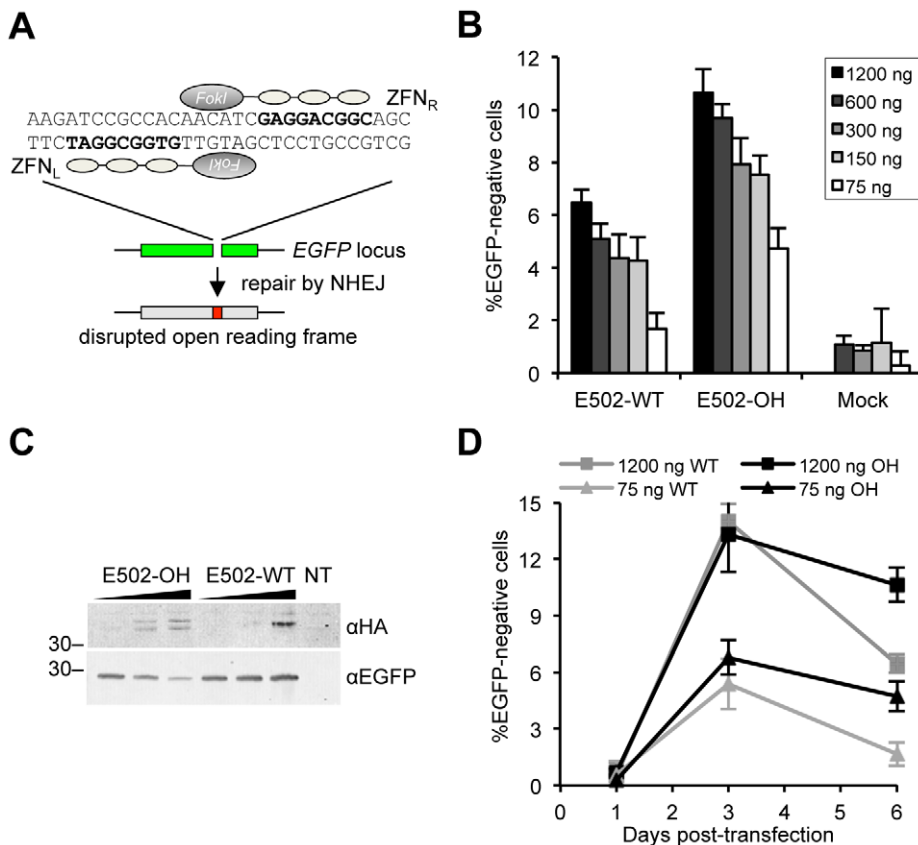 A
FokI
ZFNR
AAGATCCGCCACAACATCGAGGACGGCAGC
TTCTAGGCGGTGTTGTAGCTCCTGCCGTCG
ZFNL
FokI
EGFP locus
repair by NHEJ
disrupted open reading frame
B
12
10
8
6
4
2
0
%EGFP-negative cells
1200 ng
600 ng
300 ng
150 ng
75 ng
E502-WT
E502-OH
Mock
C
E502-OH E502-WT NT
αHA
30–
30–
αEGFP
D
1200 ng WT
1200 ng OH
75 ng WT
75 ng OH
15
12
9
6
3
0
%EGFP-negative cells
0 1 2 3 4 5 6
Days post-transfection